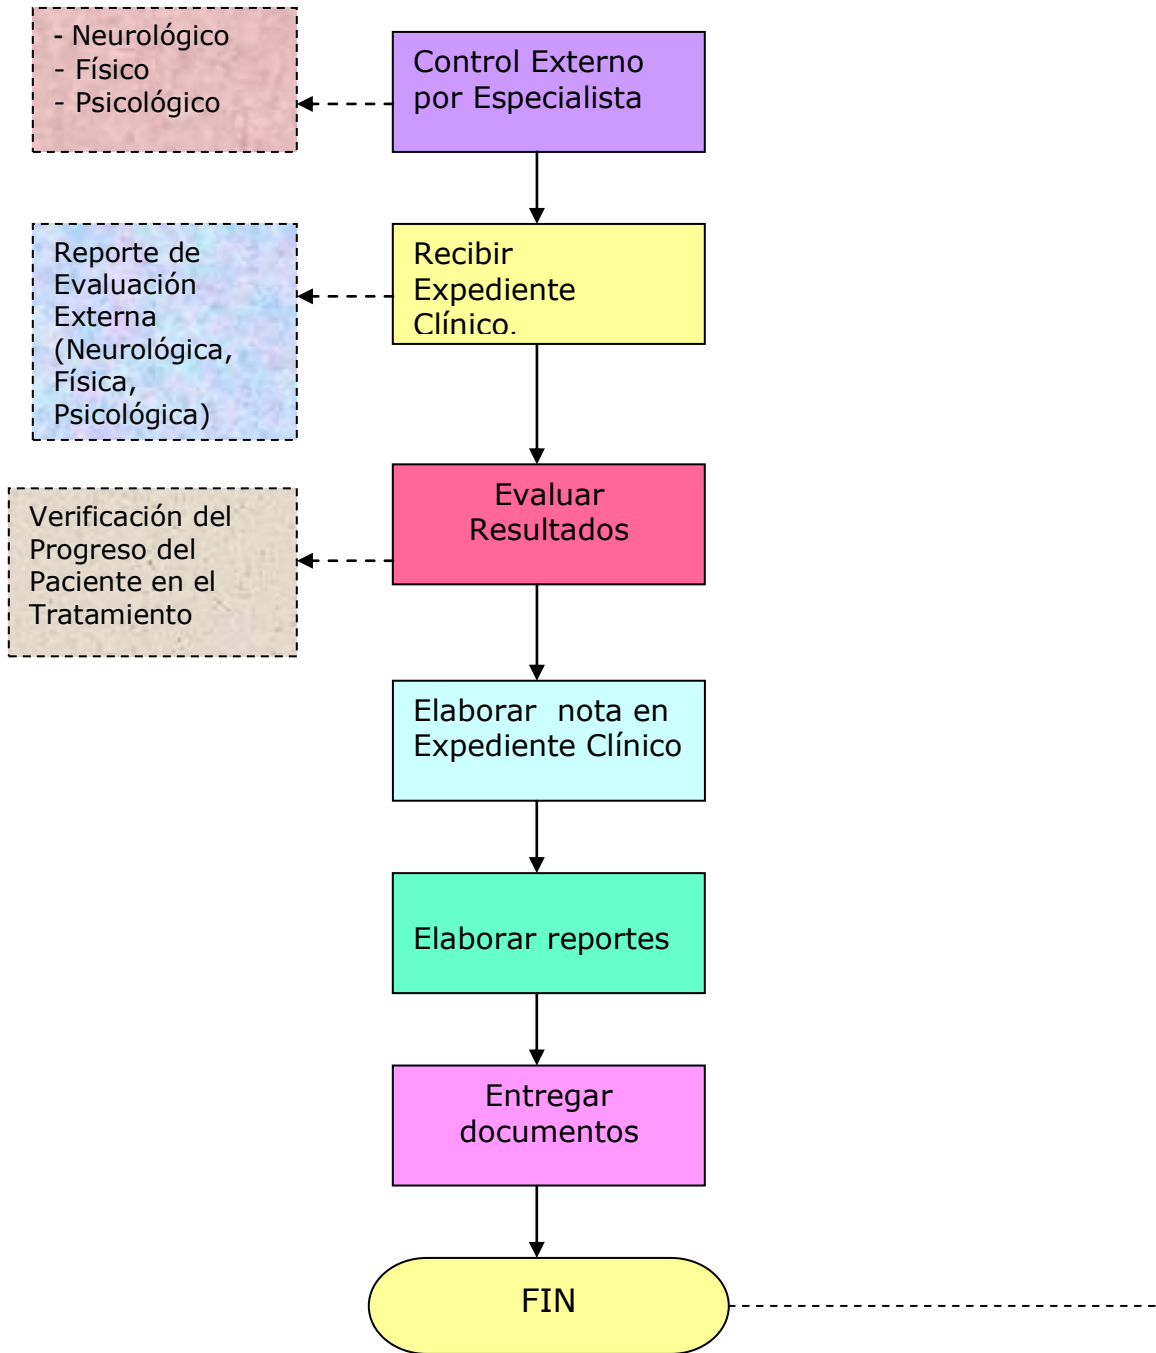 - Neurológico
- Físico
- Psicológico
Control Externo
por Especialista
Reporte de
Evaluación
Externa
(Neurológica,
Física,
Psicológica)
Recibir
Expediente
Clínico.
Verificación del
Progreso del
Paciente en el
Tratamiento
Evaluar
Resultados
Elaborar  nota en
Expediente Clínico
Elaborar reportes
Entregar
documentos
FIN